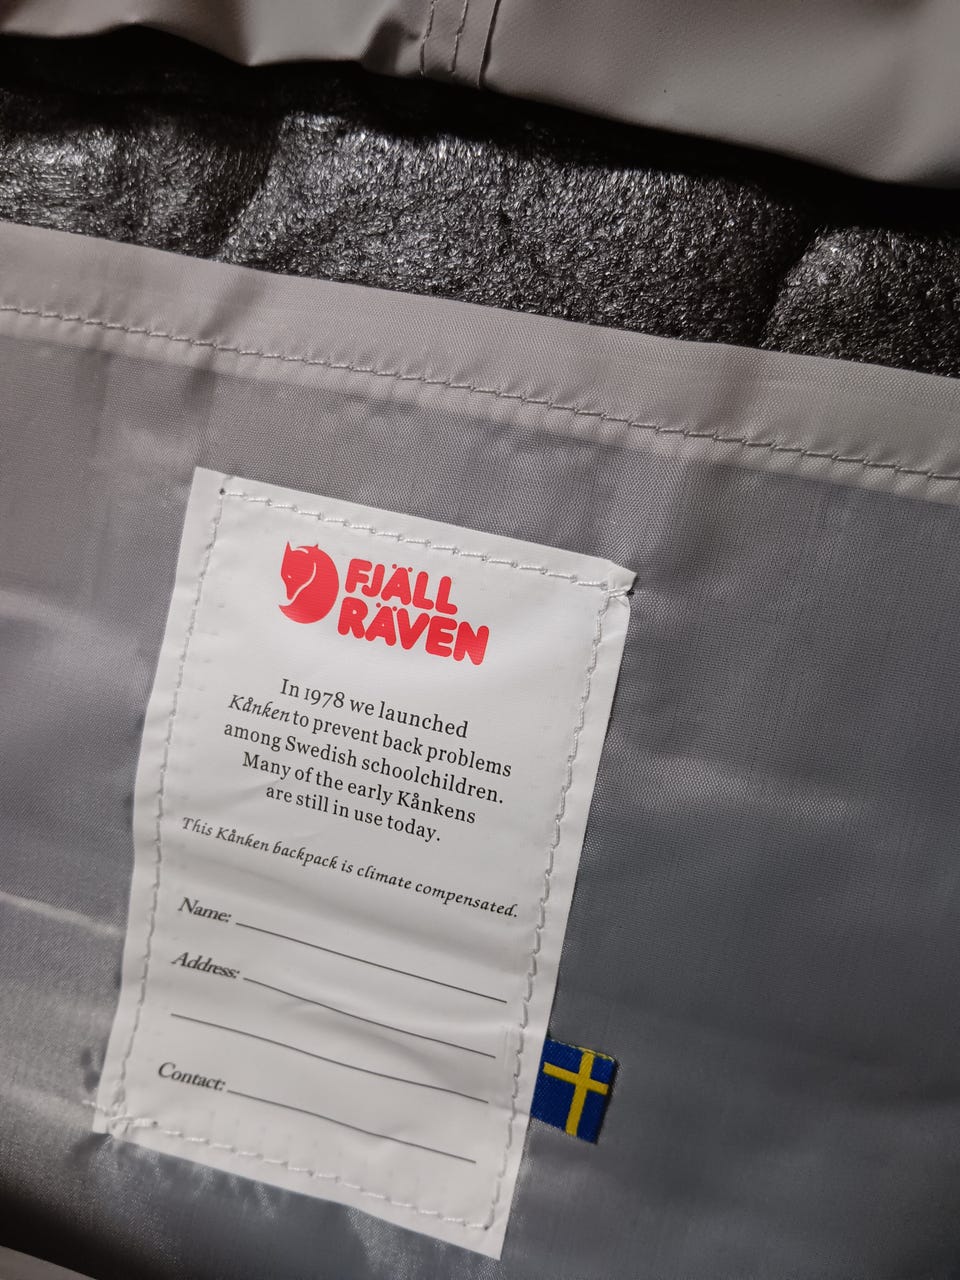 FJÄLL
RÄVEN
In 1978 we launched
Kånken to prevent back problems
among Swedish schoolchildren.
Many of the early Kånkens
are still in use today.
This Kånken backpack is climate compensated.
Name:
Address:
Contact: